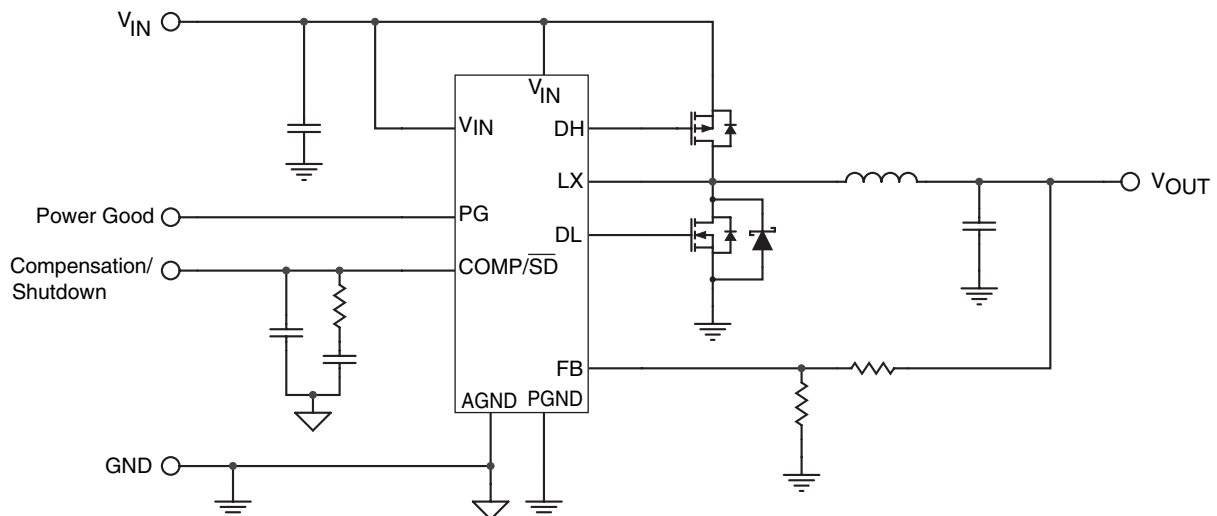 VIN
VIN
VIN
DH
LX
Power Good
PG
DL
VOUT
Compensation/
Shutdown
COMP/SD
FB
AGND PGND
GND